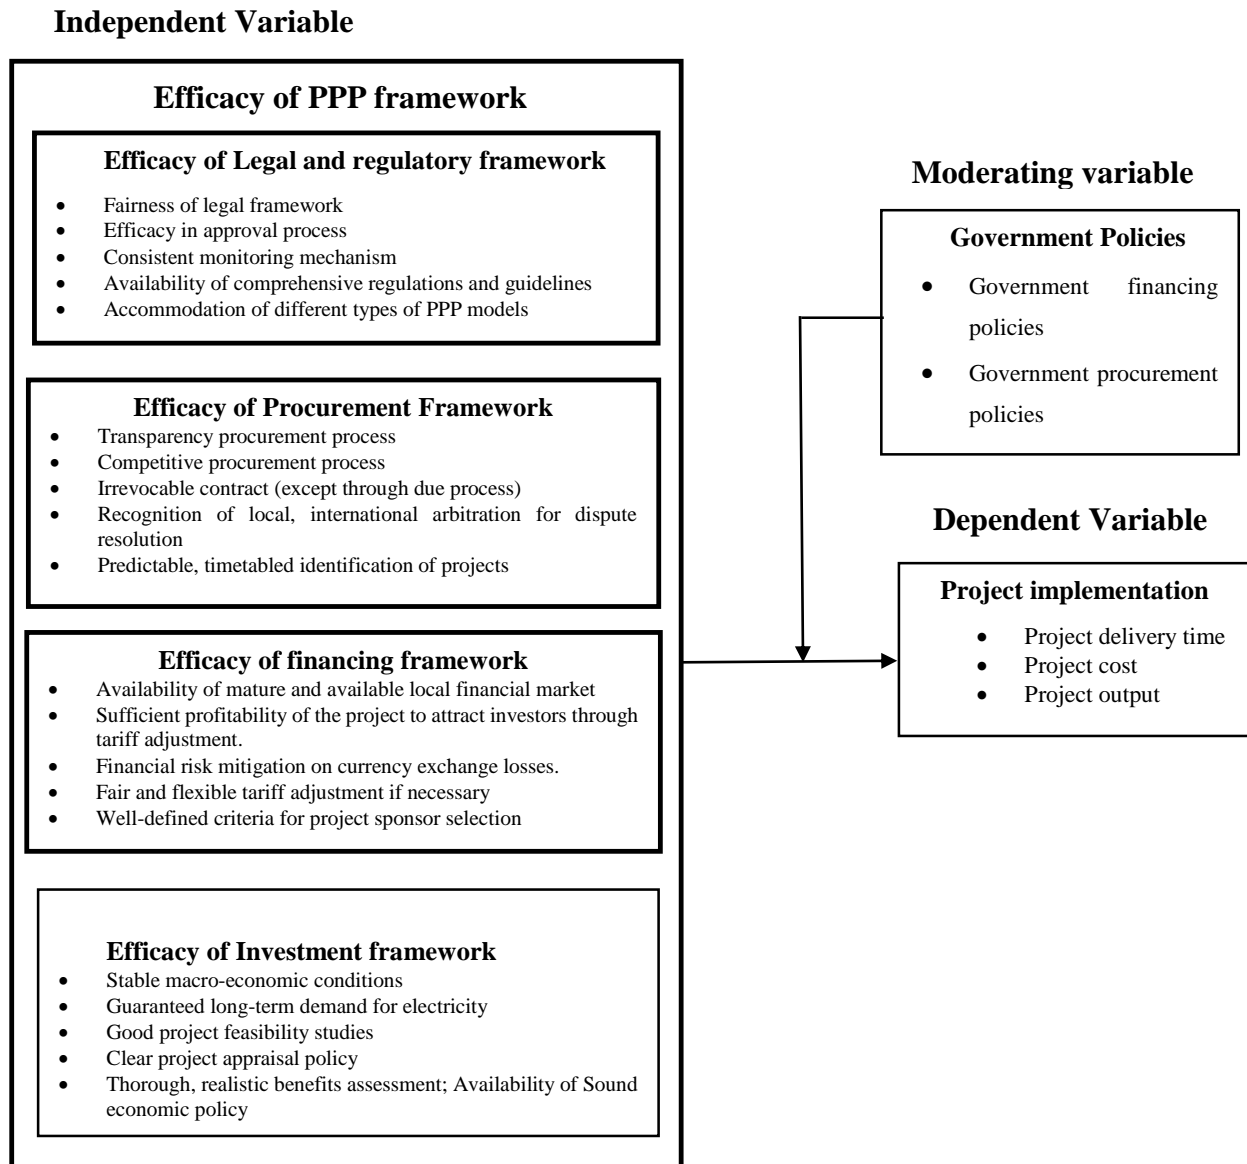 Independent Variable
Efficacy of PPP framework
Efficacy of Legal and regulatory framework
• Fairness of legal framework
• Efficacy in approval process
• Consistent monitoring mechanism
• Availability of comprehensive regulations and guidelines
• Accommodation of different types of PPP models
Efficacy of Procurement Framework
• Transparency procurement process
• Competitive procurement process
• Irrevocable contract (except through due process)
• Recognition of local, international arbitration for dispute
resolution
• Predictable, timetabled identification of projects
Efficacy of financing framework
• Availability of mature and available local financial market
• Sufficient profitability of the project to attract investors through
tariff adjustment.
• Financial risk mitigation on currency exchange losses.
• Fair and flexible tariff adjustment if necessary
• Well-defined criteria for project sponsor selection
Efficacy of Investment framework
• Stable macro-economic conditions
• Guaranteed long-term demand for electricity
• Good project feasibility studies
• Clear project appraisal policy
• Thorough, realistic benefits assessment; Availability of Sound
economic policy
Moderating variable
Government Policies
• Government financing
policies
• Government procurement
policies
Dependent Variable
Project implementation
• Project delivery time
• Project cost
• Project output